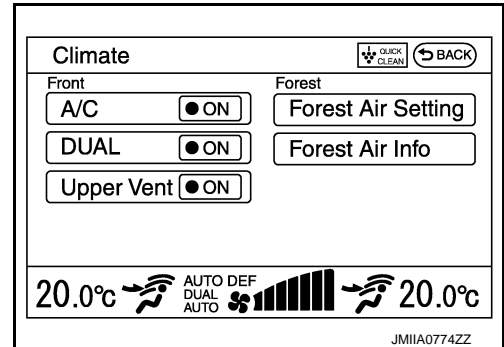 Climate
QUICK CLEAN
BACK
Front
A/C ON
DUAL ON
Upper Vent ON
Forest
Forest Air Setting
Forest Air Info
20.0℃
AUTO DEF
DUAL
AUTO
20.0℃
JMIIA0774ZZ